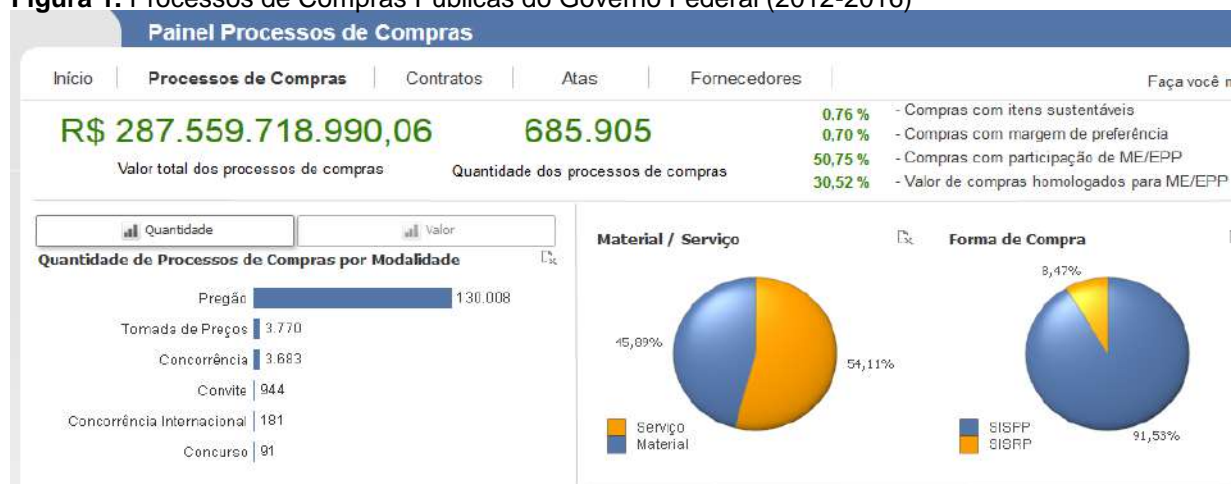 Figura 1. Processos de Compras Públicas do Governo Federal (2012-2016)
Painel Processos de Compras
Início
Processos de Compras
Contratos
Atas
Fornecedores
Faça você
R$ 287.559.718.990,06
Valor total dos processos de compras
685.905
Quantidade dos processos de compras
0,76 % - Compras com itens sustentáveis
0,70 % - Compras com margem de preferência
50,75 % - Compras com participação de ME/EPP
30,52 % - Valor de compras homologados para ME/EPP
Quantidade
Valor
Quantidade de Processos de Compras por Modalidade
Pregão 130.008
Tomada de Preços 3.770
Concorrência 3.683
Convite 944
Concorrência Internacional 181
Concurso 91
Material / Serviço
45,89%
54,11%
Serviço
Material
Forma de Compra
8,47%
91,53%
SISPP
SISRP